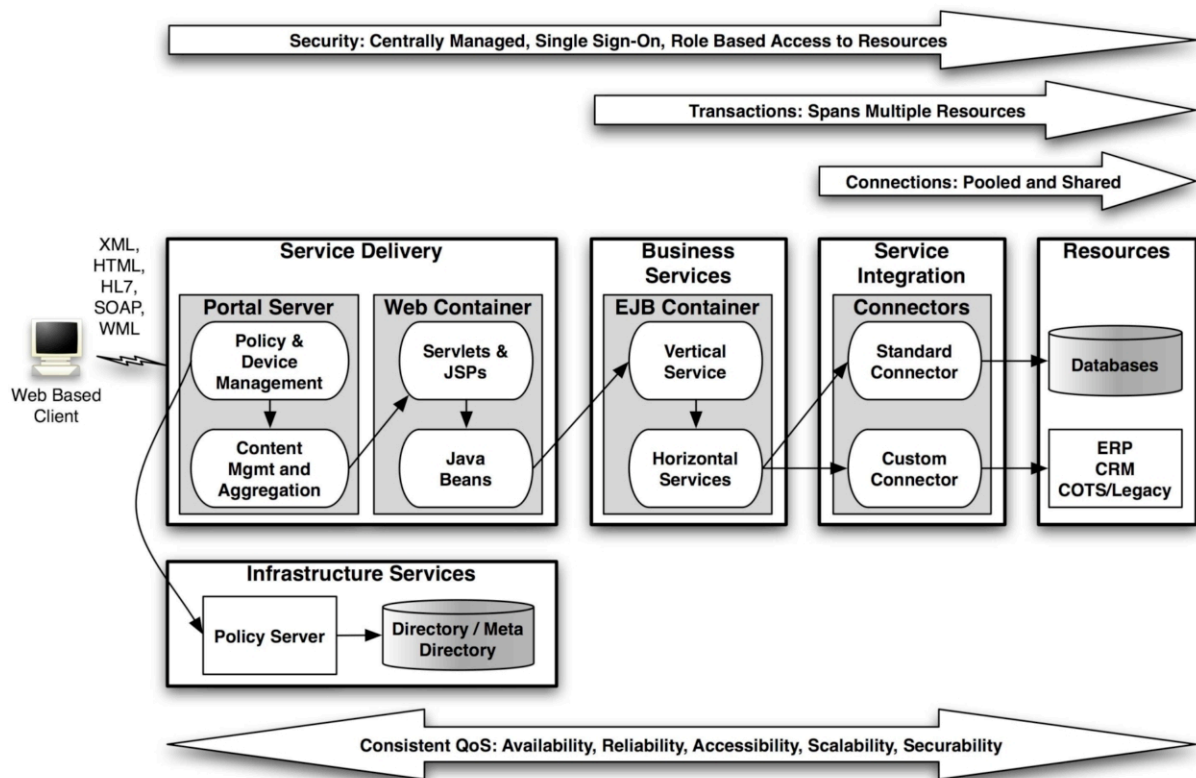 Security: Centrally Managed, Single Sign-On, Role Based Access to Resources
Transactions: Spans Multiple Resources
Connections: Pooled and Shared
XML,
HTML,
HL7,
SOAP,
WML
Web Based
Client
Service Delivery
Portal Server
Policy &
Device
Management
Content
Mgmt and
Aggregation
Web Container
Servlets &
JSPs
Java
Beans
Business
Services
EJB Container
Vertical
Service
Horizontal
Services
Service
Integration
Connectors
Standard
Connector
Custom
Connector
Resources
Databases
ERP
CRM
COTS/Legacy
Infrastructure Services
Policy Server
Directory / Meta
Directory
Consistent QoS: Availability, Reliability, Accessibility, Scalability, Securability